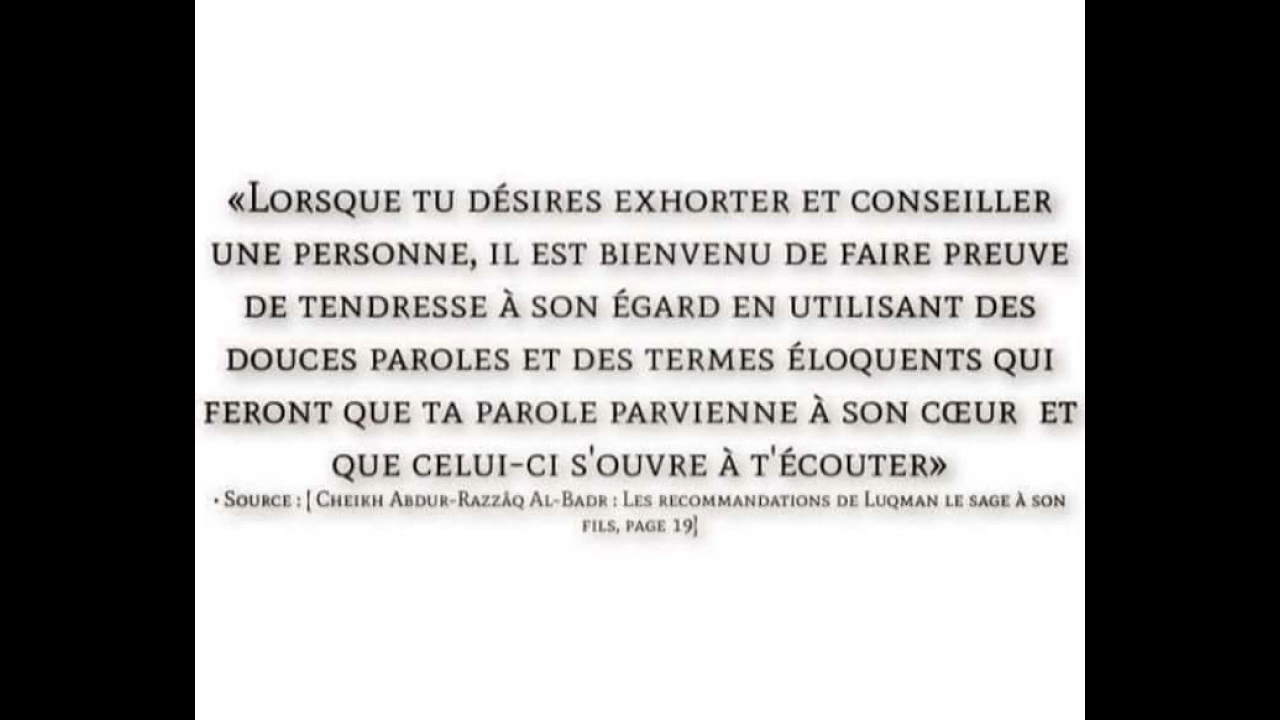 «Lorsque tu désires exhorter et conseiller
une personne, il est bienvenu de faire preuve
de tendresse à son égard en utilisant des
douces paroles et des termes éloquents qui
feront que ta parole parvienne à son cœur et
que celui-ci s'ouvre à t'écouter»
• Source : [ Cheikh Abdur-Razzâq Al-Badr : Les recommandations de Luqman le sage à son
fils, page 19]